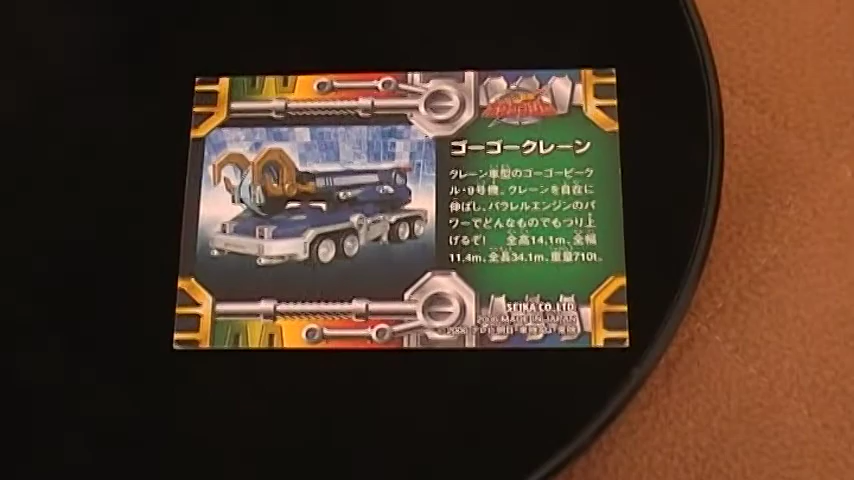 ゴーゴークレーン
クレーン車型のゴーゴービーク
ル・9号機。クレーンを自在に
伸ばし、パラレルエンジンのパ
ワーでどんなものでもつり上
げるぞ! 全高14.1m、全幅
11.4m、全長34.1m、重量710t。
SEIKA CO.,LTD.
2006 MADE IN JAPAN